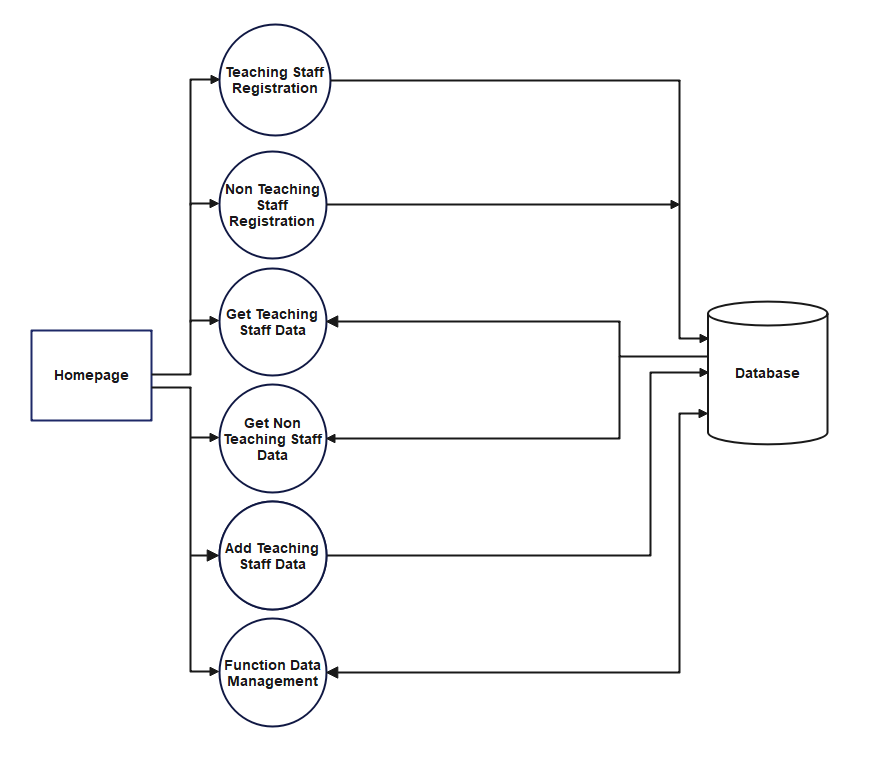 Teaching Staff
Registration
Non Teaching
Staff
Registration
Get Teaching
Staff Data
Homepage
Database
Get Non
Teaching Staff
Data
Add Teaching
Staff Data
Function Data
Management